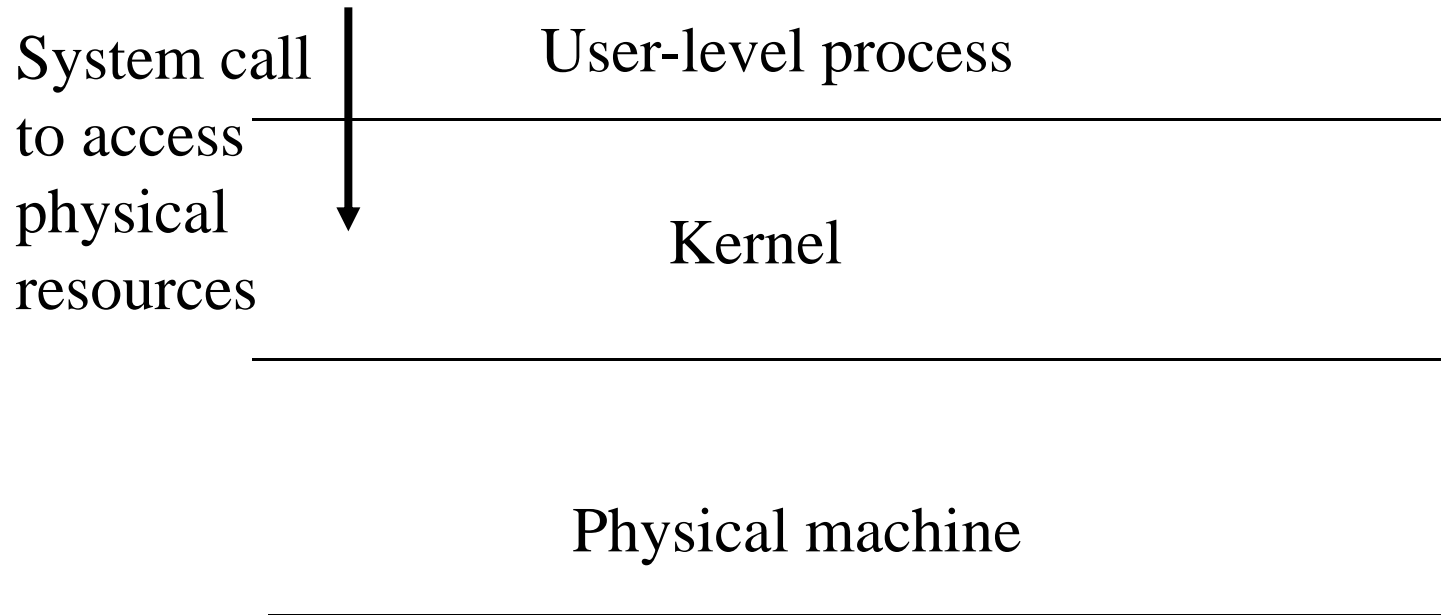 System call
to access
physical
resources
User-level process
Kernel
Physical machine